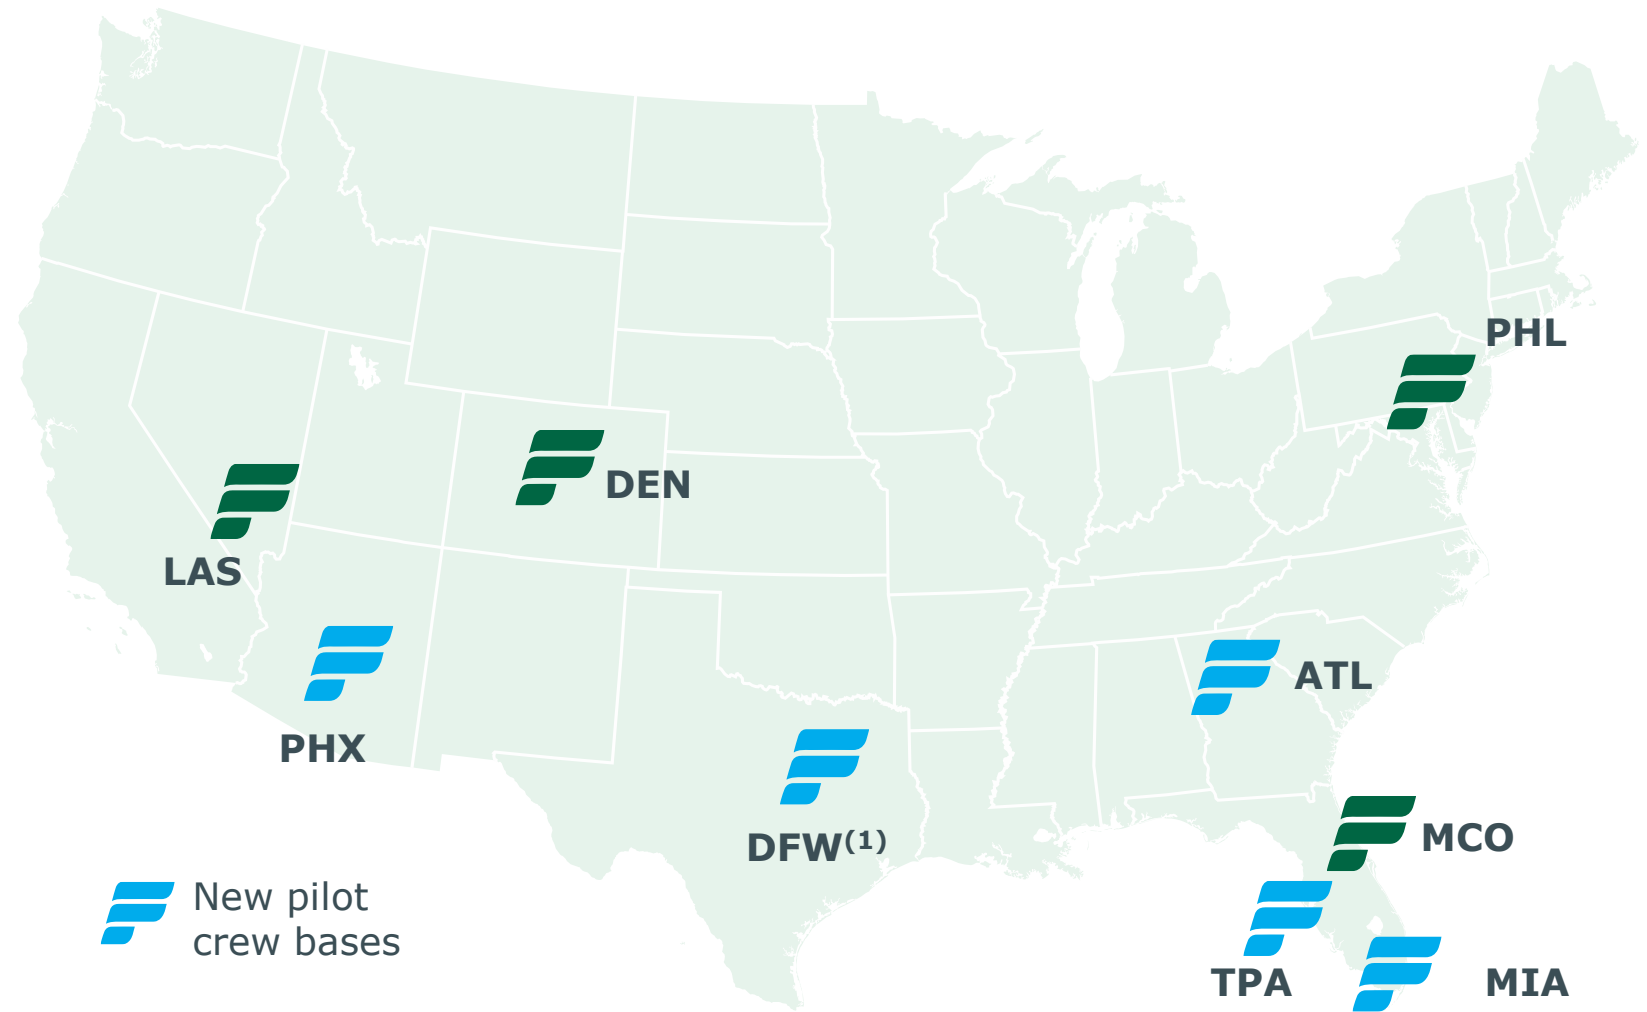 PHL
DEN
LAS
ATL
PHX
MCO
DFW(1)
New pilot
crew bases
TPA
MIA